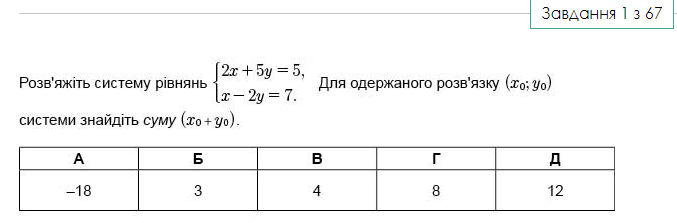 Завдання 1 з 67
Розв'яжіть систему рівнянь { 2x + 5y = 5, x − 2y = 7. Для одержаного розв'язку (x₀; y₀)
системи знайдіть суму (x₀ + y₀).
А Б В Г Д
–18 3 4 8 12